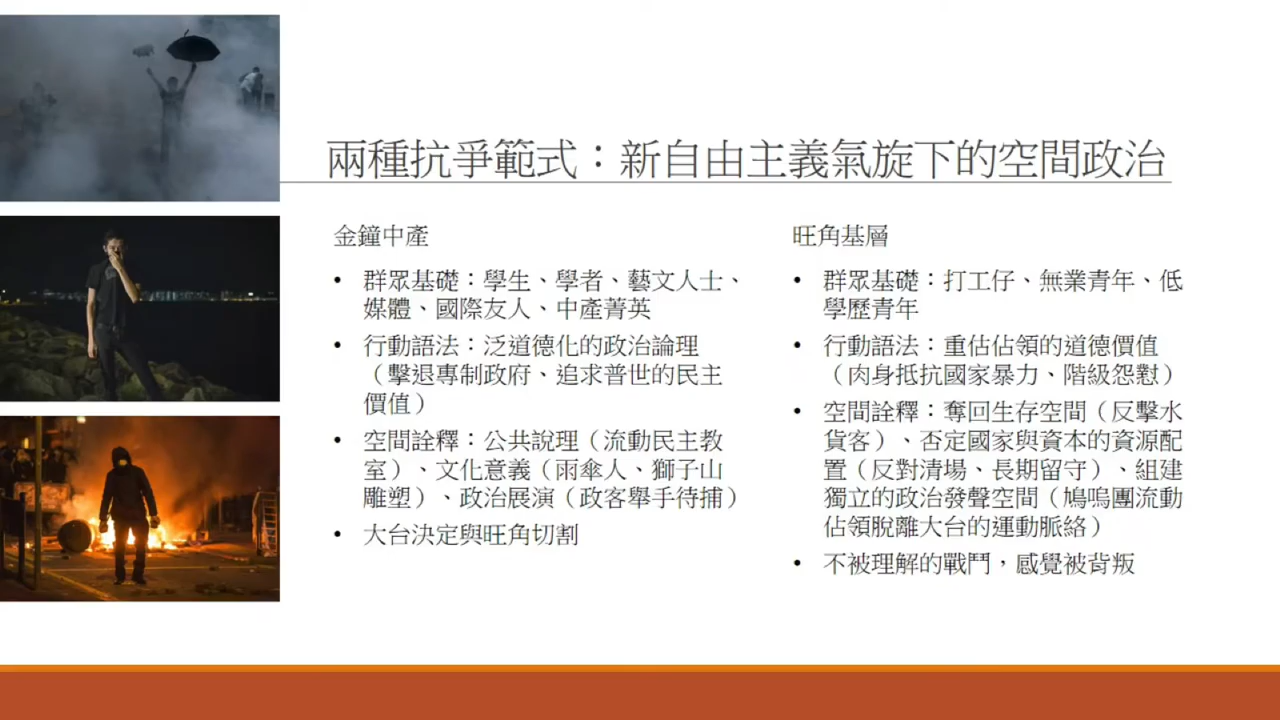 兩種抗爭範式：新自由主義氣旋下的空間政治
金鐘中產
• 群眾基礎：學生、學者、藝文人士、
媒體、國際友人、中產菁英
• 行動語法：泛道德化的政治論理
（擊退專制政府、追求普世的民主
價值）
• 空間詮釋：公共說理（流動民主教
室）、文化意義（雨傘人、獅子山
雕塑）、政治展演（政客舉手待捕）
• 大台決定與旺角切割
旺角基層
• 群眾基礎：打工仔、無業青年、低
學歷青年
• 行動語法：重估佔領的道德價值
（肉身抵抗國家暴力、階級怨懟）
• 空間詮釋：奪回生存空間（反擊水
貨客）、否定國家與資本的資源配
置（反對清場、長期留守）、組建
獨立的政治發聲空間（鳩嗚團流動
佔領脫離大台的運動脈絡）
• 不被理解的戰鬥，感覺被背叛